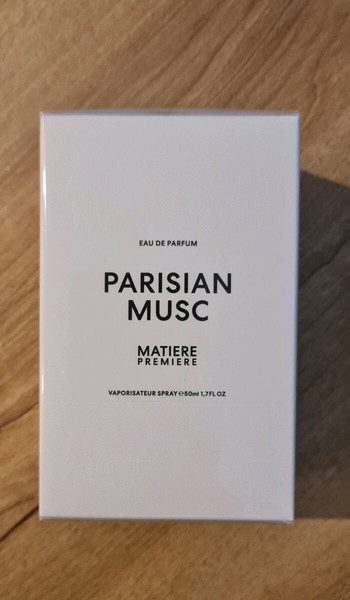 EAU DE PARFUM
PARISIAN
MUSC
MATIERE
PREMIERE
VAPORISATEUR SPRAY ℮50ml 1,7FL OZ